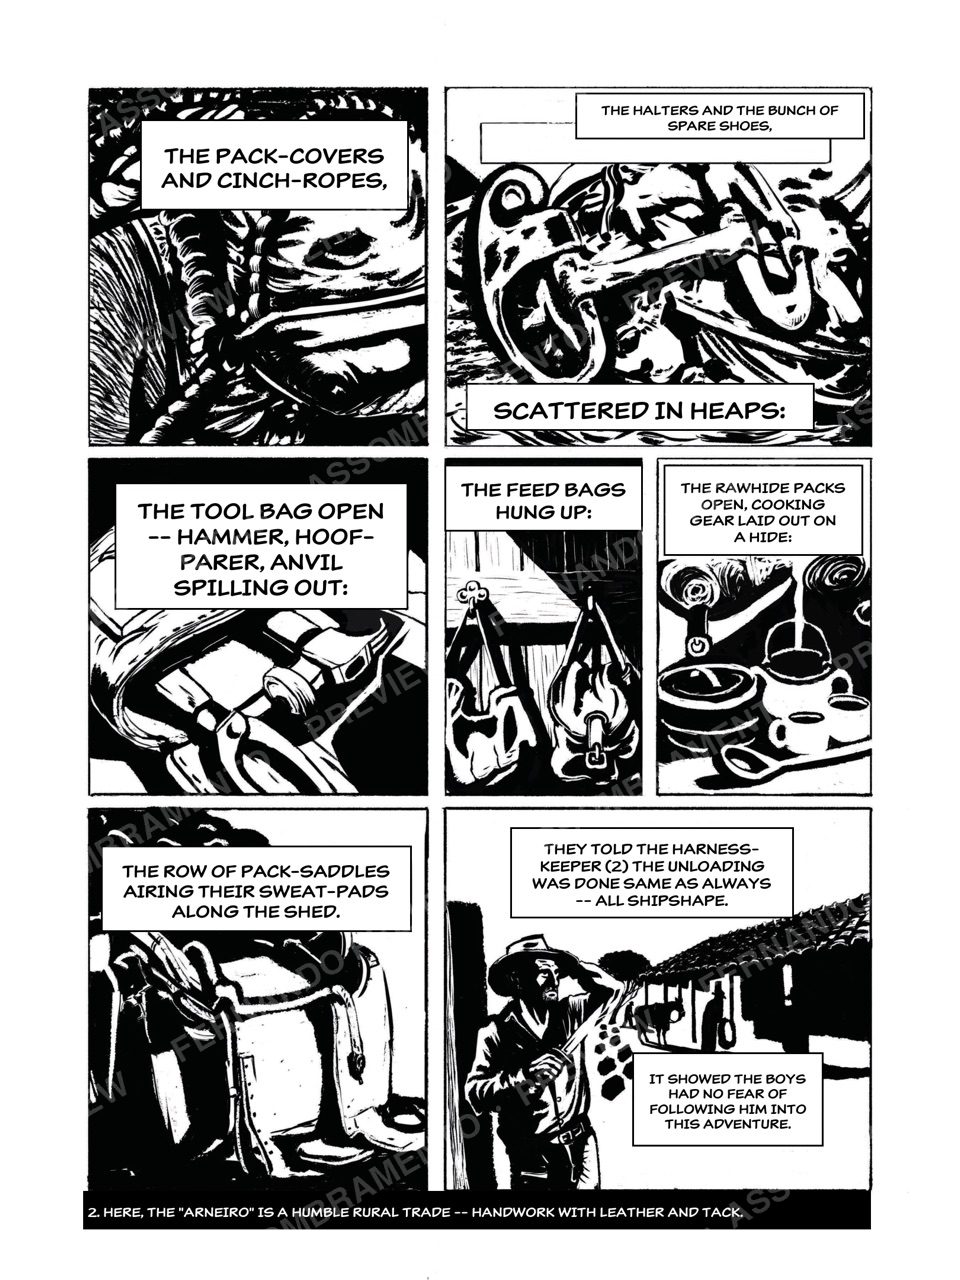 THE PACK-COVERS
AND CINCH-ROPES,
THE HALTERS AND THE BUNCH OF
SPARE SHOES,
SCATTERED IN HEAPS:
THE TOOL BAG OPEN
-- HAMMER, HOOF-
PARER, ANVIL
SPILLING OUT:
THE FEED BAGS
HUNG UP:
THE RAWHIDE PACKS
OPEN, COOKING
GEAR LAID OUT ON
A HIDE:
THE ROW OF PACK-SADDLES
AIRING THEIR SWEAT-PADS
ALONG THE SHED.
THEY TOLD THE HARNESS-
KEEPER (2) THE UNLOADING
WAS DONE SAME AS ALWAYS
-- ALL SHIPSHAPE.
IT SHOWED THE BOYS
HAD NO FEAR OF
FOLLOWING HIM INTO
THIS ADVENTURE.
2. HERE, THE "ARNEIRO" IS A HUMBLE RURAL TRADE -- HANDWORK WITH LEATHER AND TACK.